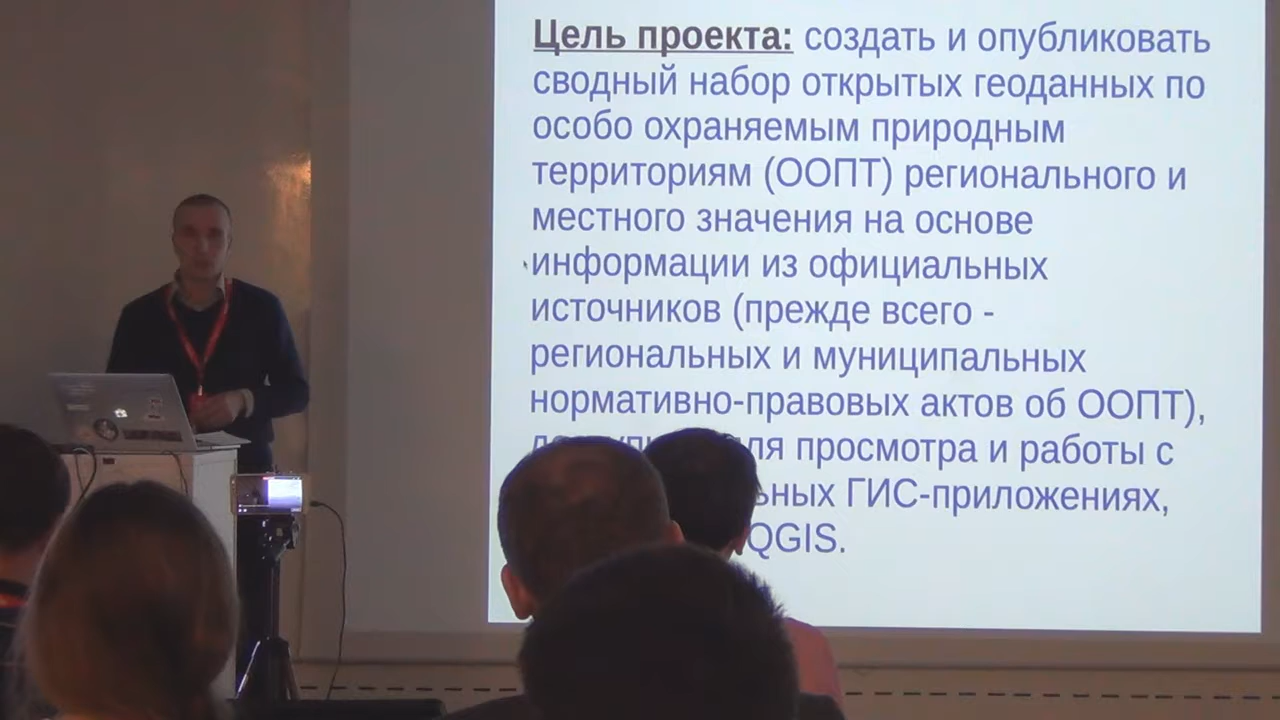 Цель проекта: создать и опубликовать
сводный набор открытых геоданных по
особо охраняемым природным
территориям (ООПТ) регионального и
местного значения на основе
информации из официальных
источников (прежде всего -
региональных и муниципальных
нормативно-правовых актов об ООПТ),
для просмотра и работы с
ГИС-приложениях,
QGIS.